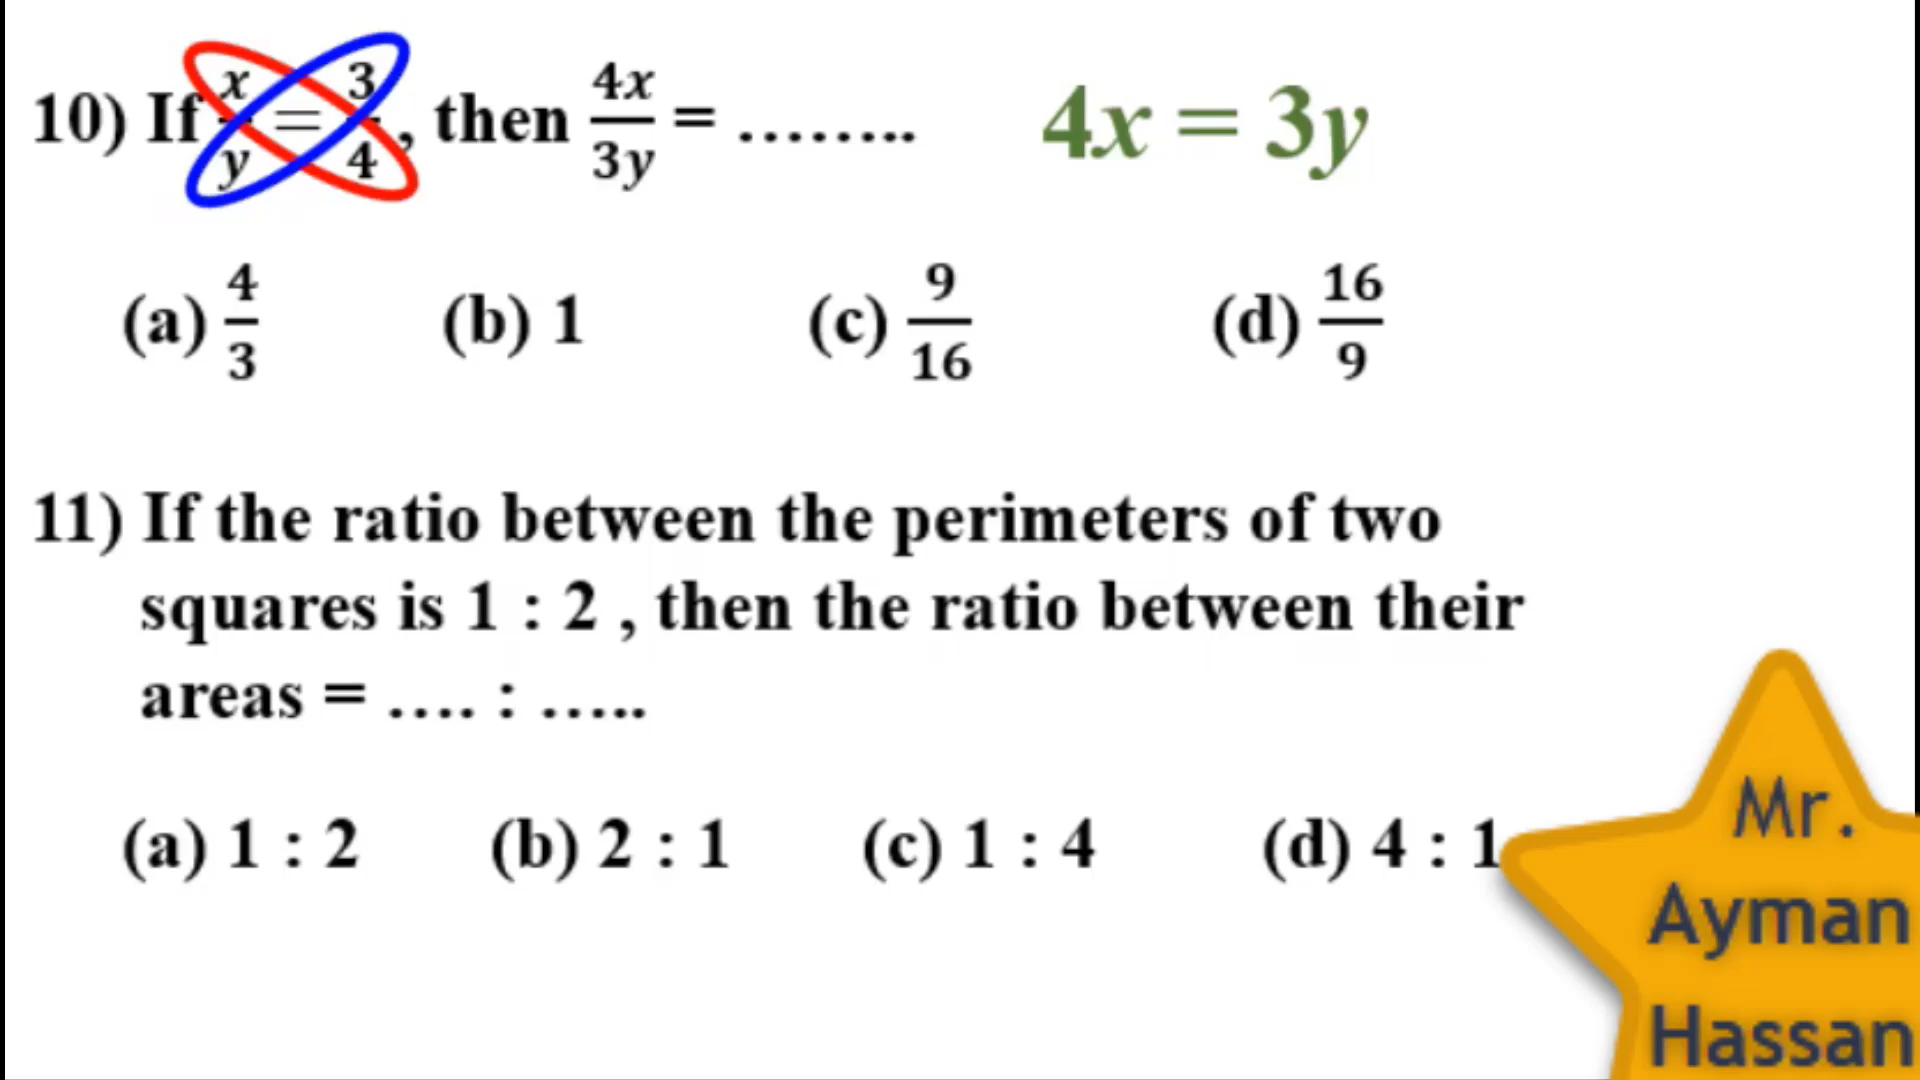 10) If x/y = 3/4 , then 4x/3y = ........ 4x = 3y
(a) 4/3 (b) 1 (c) 9/16 (d) 16/9
11) If the ratio between the perimeters of two
squares is 1 : 2 , then the ratio between their
areas = .... : .....
(a) 1 : 2 (b) 2 : 1 (c) 1 : 4 (d) 4 : 1
Mr.
Ayman
Hassan